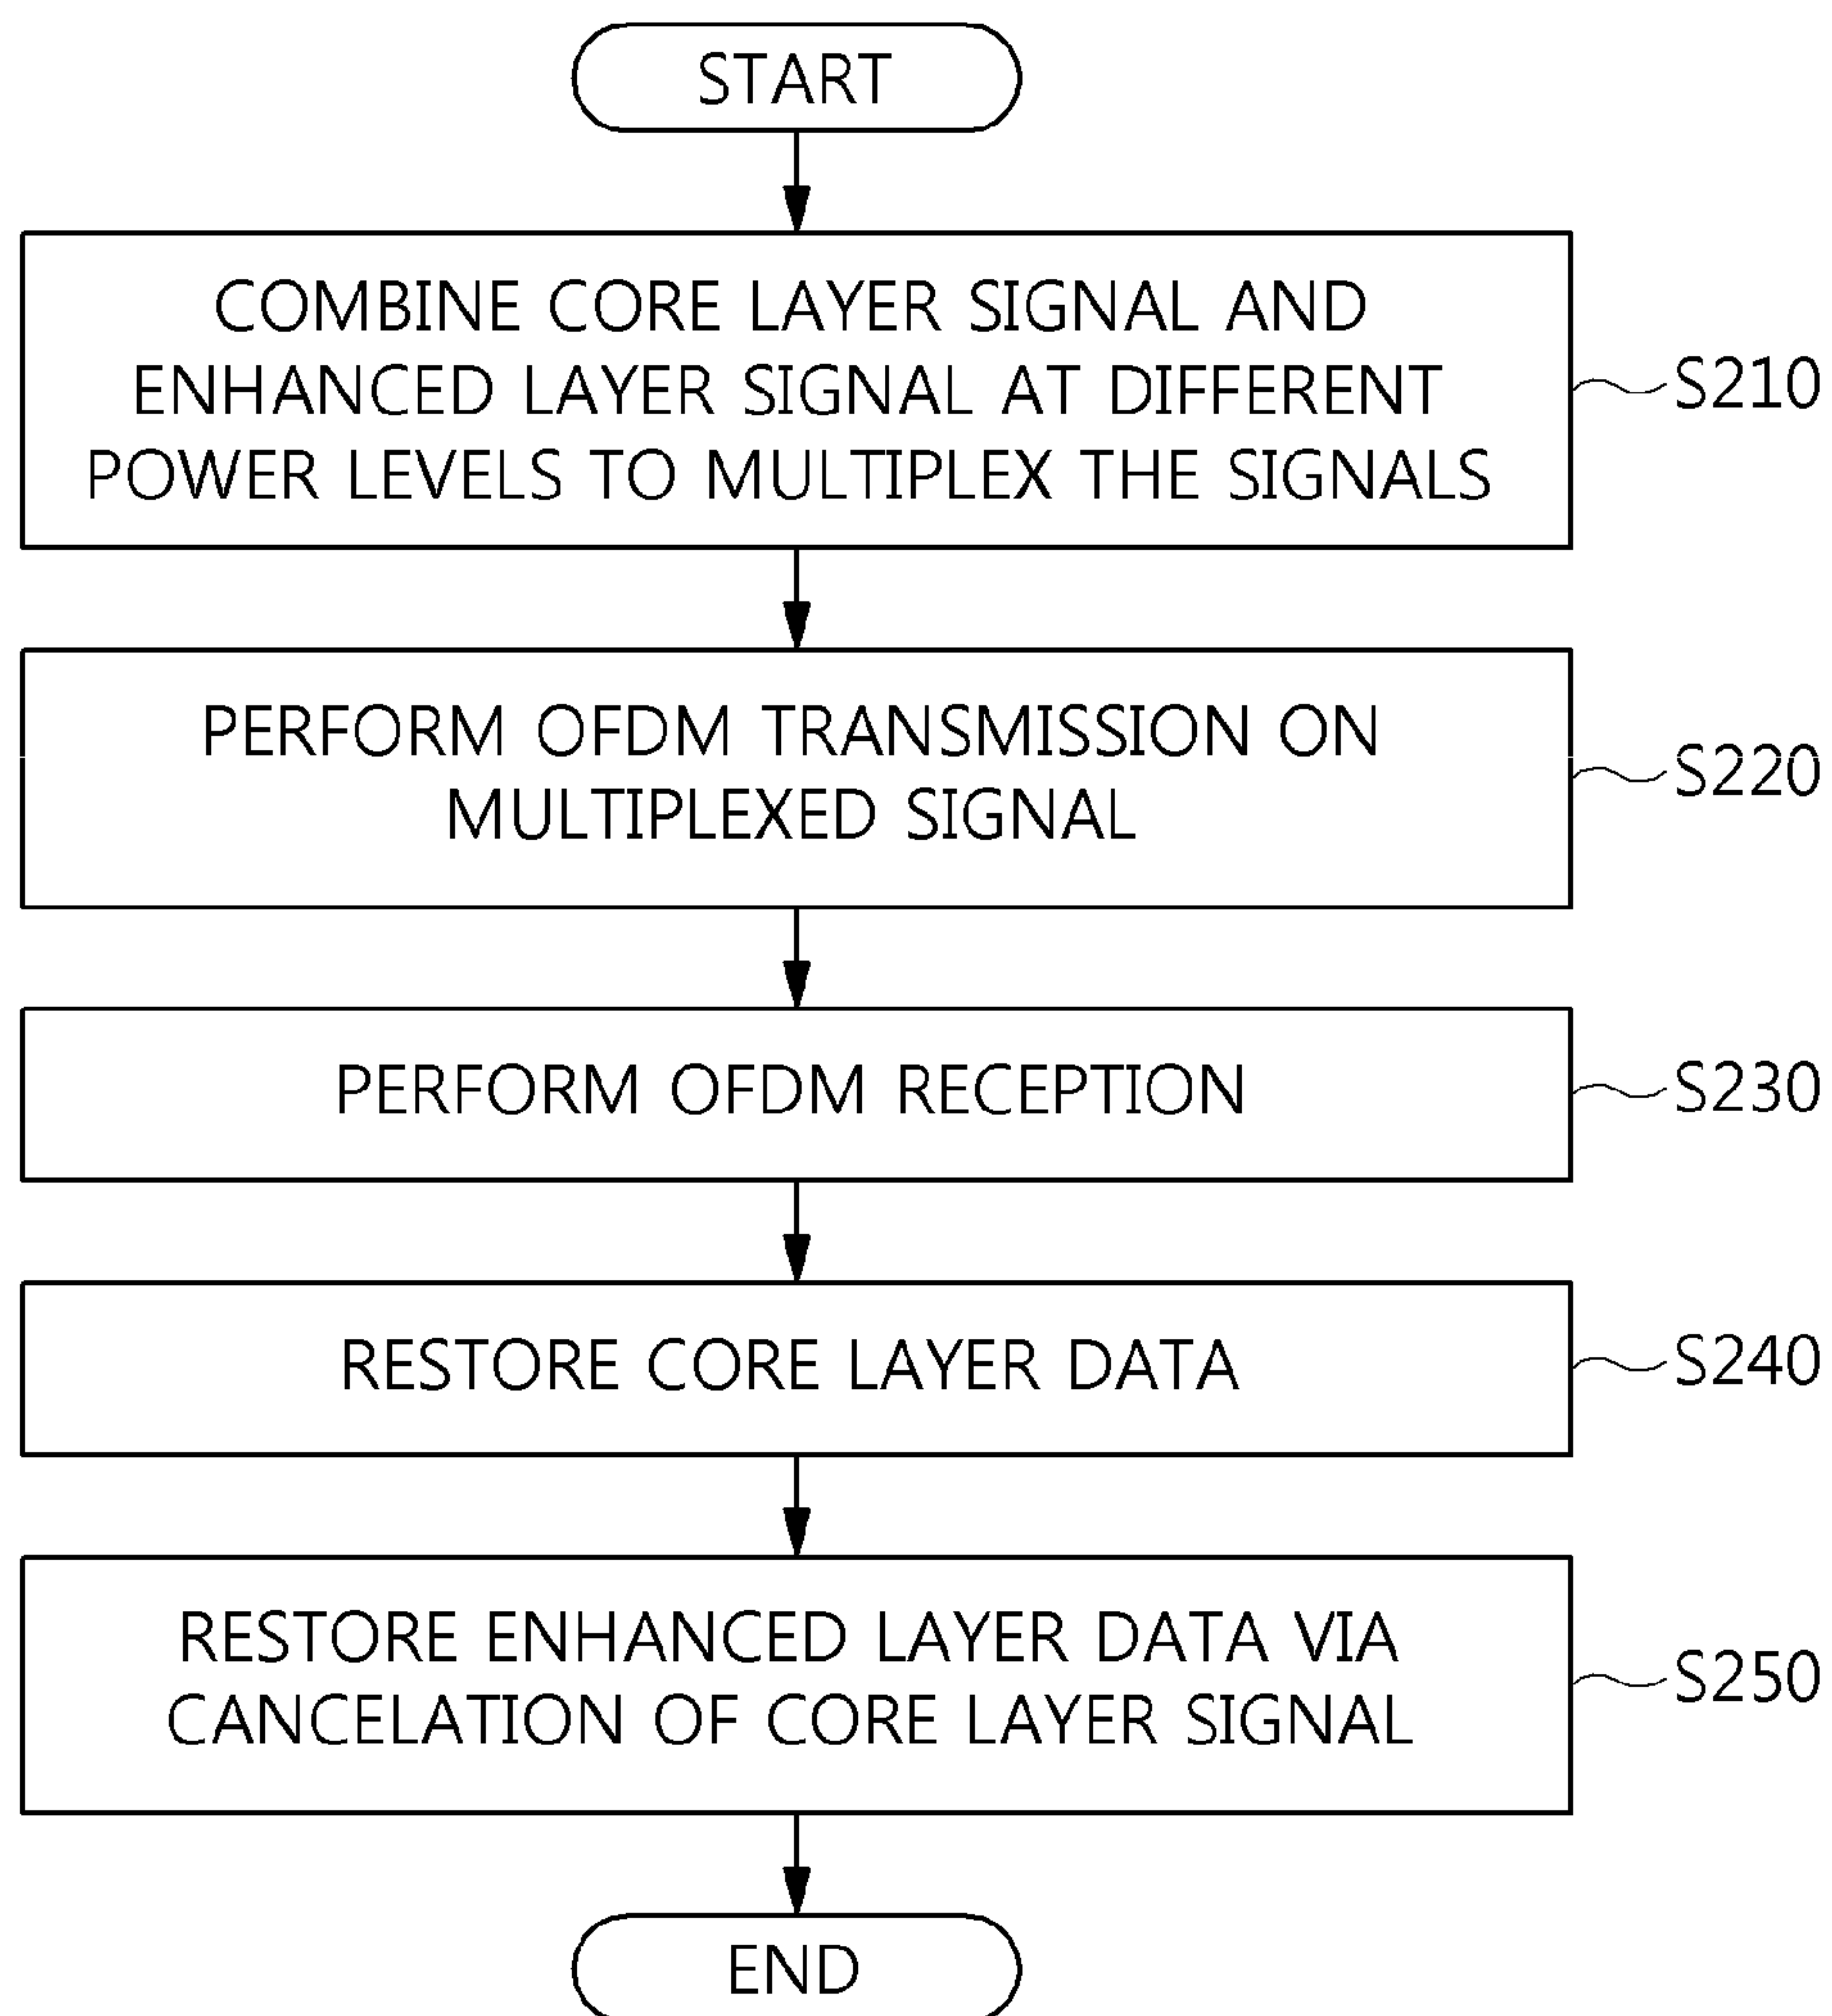 START
COMBINE CORE LAYER SIGNAL AND
ENHANCED LAYER SIGNAL AT DIFFERENT
POWER LEVELS TO MULTIPLEX THE SIGNALS
S210
PERFORM OFDM TRANSMISSION ON
MULTIPLEXED SIGNAL
S220
PERFORM OFDM RECEPTION
S230
RESTORE CORE LAYER DATA
S240
RESTORE ENHANCED LAYER DATA VIA
CANCELATION OF CORE LAYER SIGNAL
S250
END